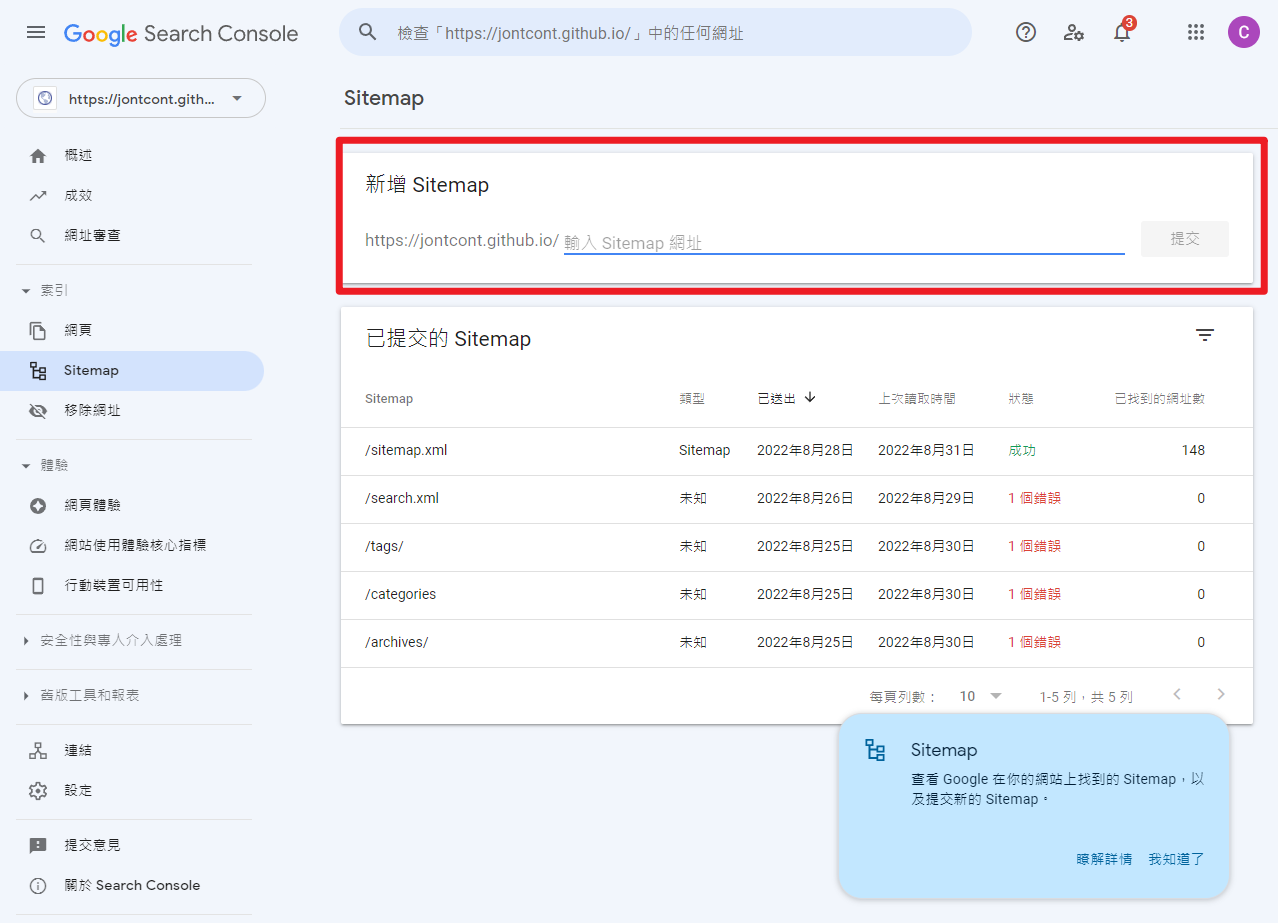 Google Search Console
檢查「https://jontcont.github.io/」中的任何網址
3
C
https://jontcont.gith...
Sitemap
概述
成效
網址審查
索引
網頁
Sitemap
移除網址
體驗
網頁體驗
網站使用體驗核心指標
行動裝置可用性
安全性與專人介入處理
舊版工具和報表
連結
設定
提交意見
關於 Search Console
新增 Sitemap
https://jontcont.github.io/ 輸入 Sitemap 網址 提交
已提交的 Sitemap
Sitemap 類型 已送出 上次讀取時間 狀態 已找到的網址數
/sitemap.xml Sitemap 2022年8月28日 2022年8月31日 成功 148
/search.xml 未知 2022年8月26日 2022年8月29日 1 個錯誤 0
/tags/ 未知 2022年8月25日 2022年8月30日 1 個錯誤 0
/categories 未知 2022年8月25日 2022年8月30日 1 個錯誤 0
/archives/ 未知 2022年8月25日 2022年8月30日 1 個錯誤 0
每頁列數： 10 1-5 列，共 5 列
Sitemap
查看 Google 在你的網站上找到的 Sitemap，以
及提交新的 Sitemap。
瞭解詳情 我知道了